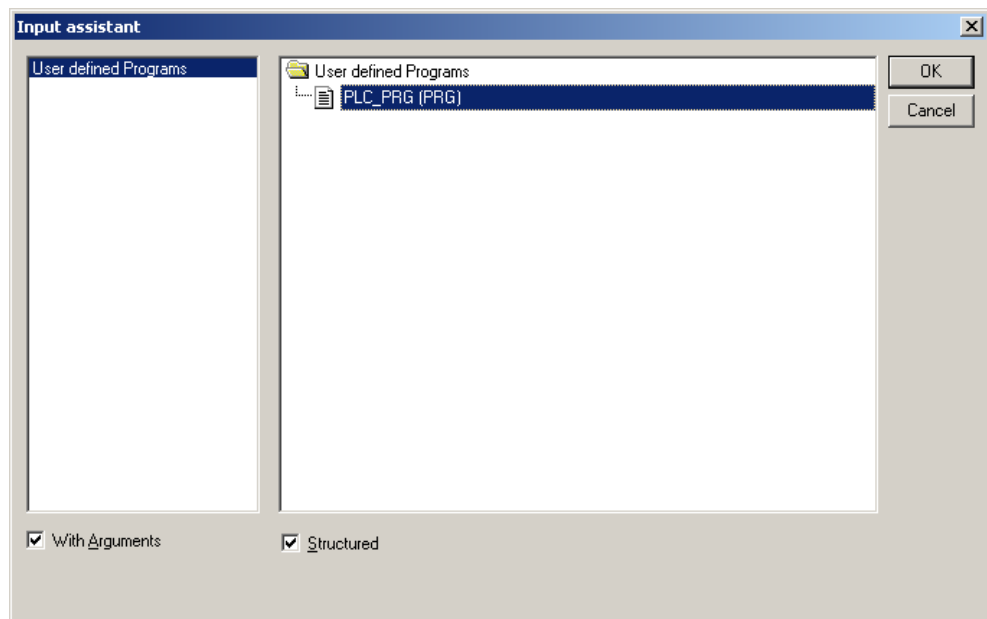 Input assistant
User defined Programs
User defined Programs
PLC_PRG (PRG)
OK
Cancel
With Arguments
Structured